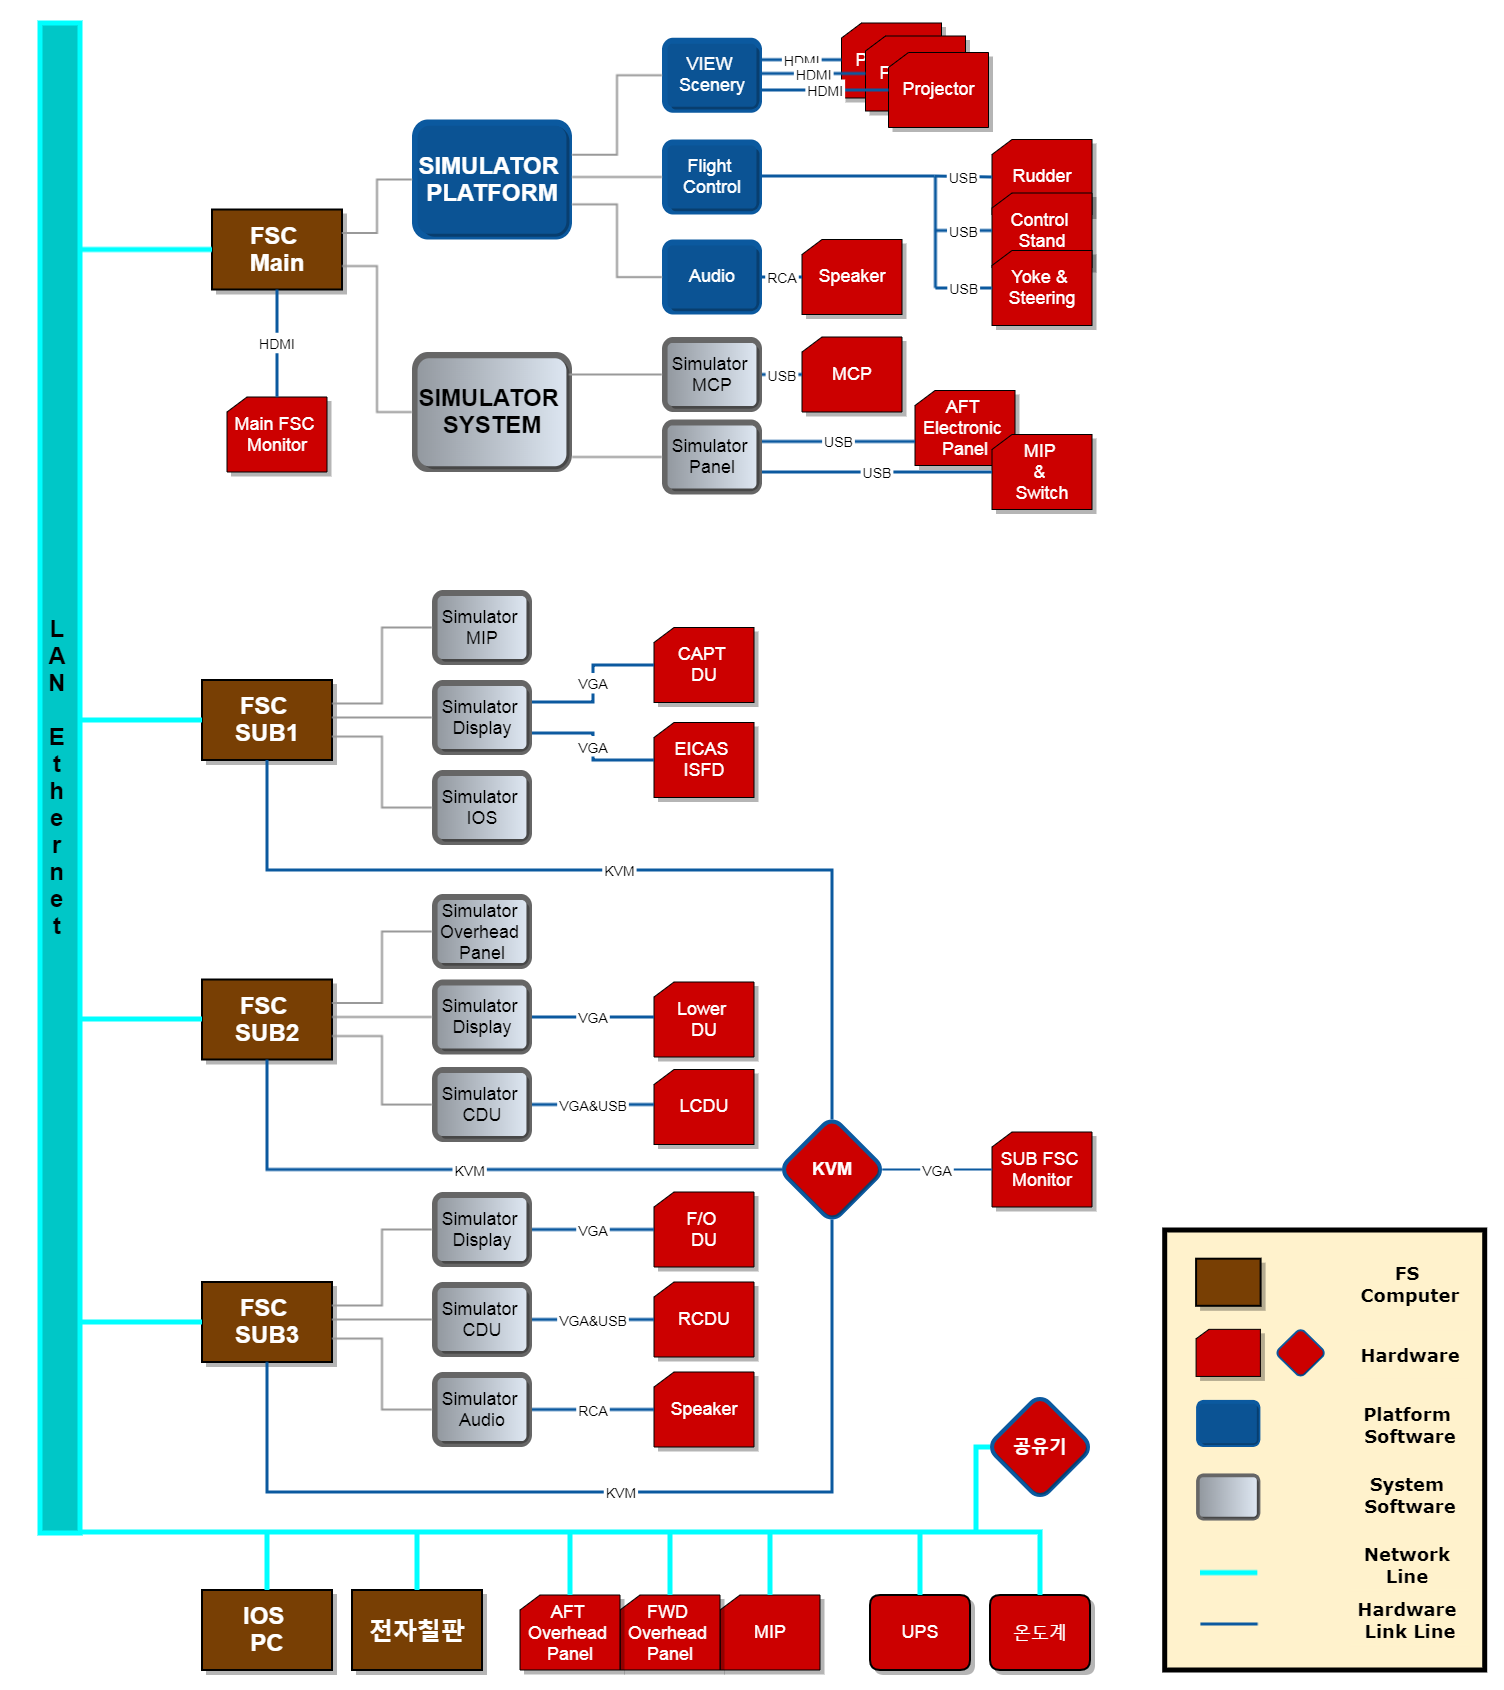 LAN Ethernet
FSC
Main
HDMI
Main FSC
Monitor
SIMULATOR
PLATFORM
VIEW
Scenery
HDMI
HDMI
HDMI
Projector
Flight
Control
USB
Rudder
USB
Control
Stand
USB
Yoke &
Steering
Audio
RCA
Speaker
SIMULATOR
SYSTEM
Simulator
MCP
USB
MCP
Simulator
Panel
USB
AFT
Electronic
Panel
USB
MIP
&
Switch
FSC
SUB1
Simulator
MIP
Simulator
Display
VGA
CAPT
DU
VGA
EICAS
ISFD
Simulator
IOS
KVM
FSC
SUB2
Simulator
Overhead
Panel
Simulator
Display
VGA
Lower
DU
Simulator
CDU
VGA&USB
LCDU
KVM
KVM
VGA
SUB FSC
Monitor
FSC
SUB3
Simulator
Display
VGA
F/O
DU
Simulator
CDU
VGA&USB
RCDU
Simulator
Audio
RCA
Speaker
KVM
공유기
IOS
PC
전자칠판
AFT
Overhead
Panel
FWD
Overhead
Panel
MIP
UPS
온도계
FS
Computer
Hardware
Platform
Software
System
Software
Network
Line
Hardware
Link Line